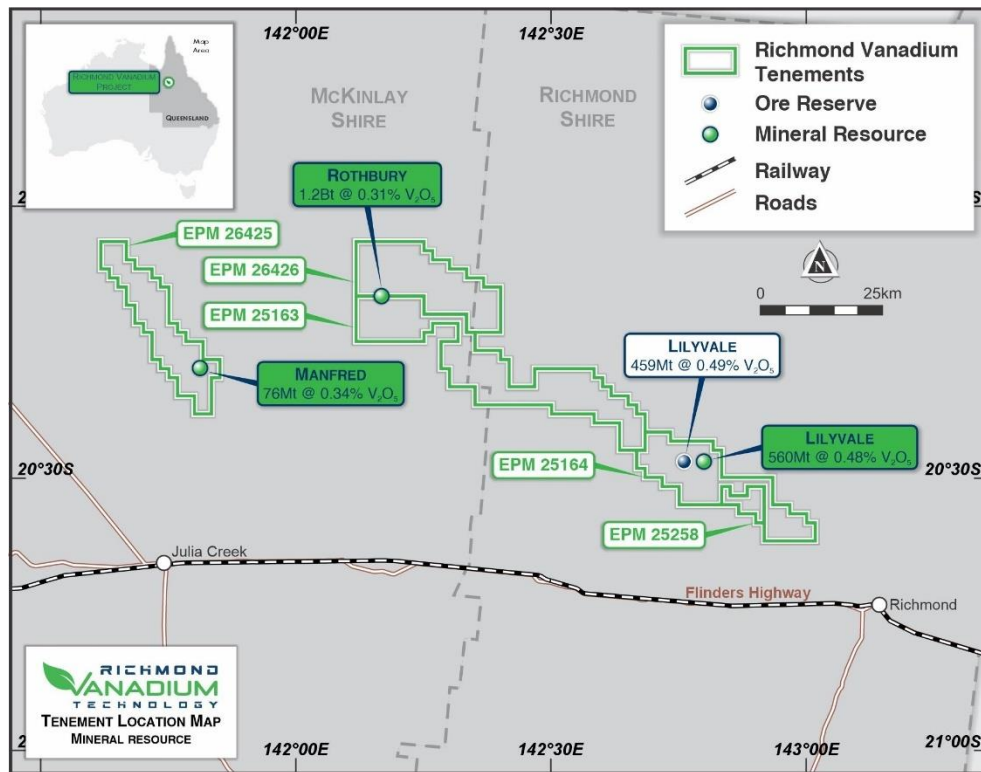 142°00E
142°30E
Map
Area
RICHMOND VANADIUM
PROJECT
QUEENSLAND
MCKINLAY
SHIRE
RICHMOND
SHIRE
Richmond Vanadium
Tenements
Ore Reserve
Mineral Resource
Railway
Roads
N
0
25km
ROTHBURY
1.2Bt @ 0.31% V₂O₅
EPM 26425
EPM 26426
EPM 25163
MANFRED
76Mt @ 0.34% V₂O₅
LILYVALE
459Mt @ 0.49% V₂O₅
LILYVALE
560Mt @ 0.48% V₂O₅
20°30S
20°30S
EPM 25164
EPM 25258
Julia Creek
Flinders Highway
Richmond
RICHMOND
VANADIUM
TECHNOLOGY
TENEMENT LOCATION MAP
MINERAL RESOURCE
142°00E
142°30E
143°00E
21°00S